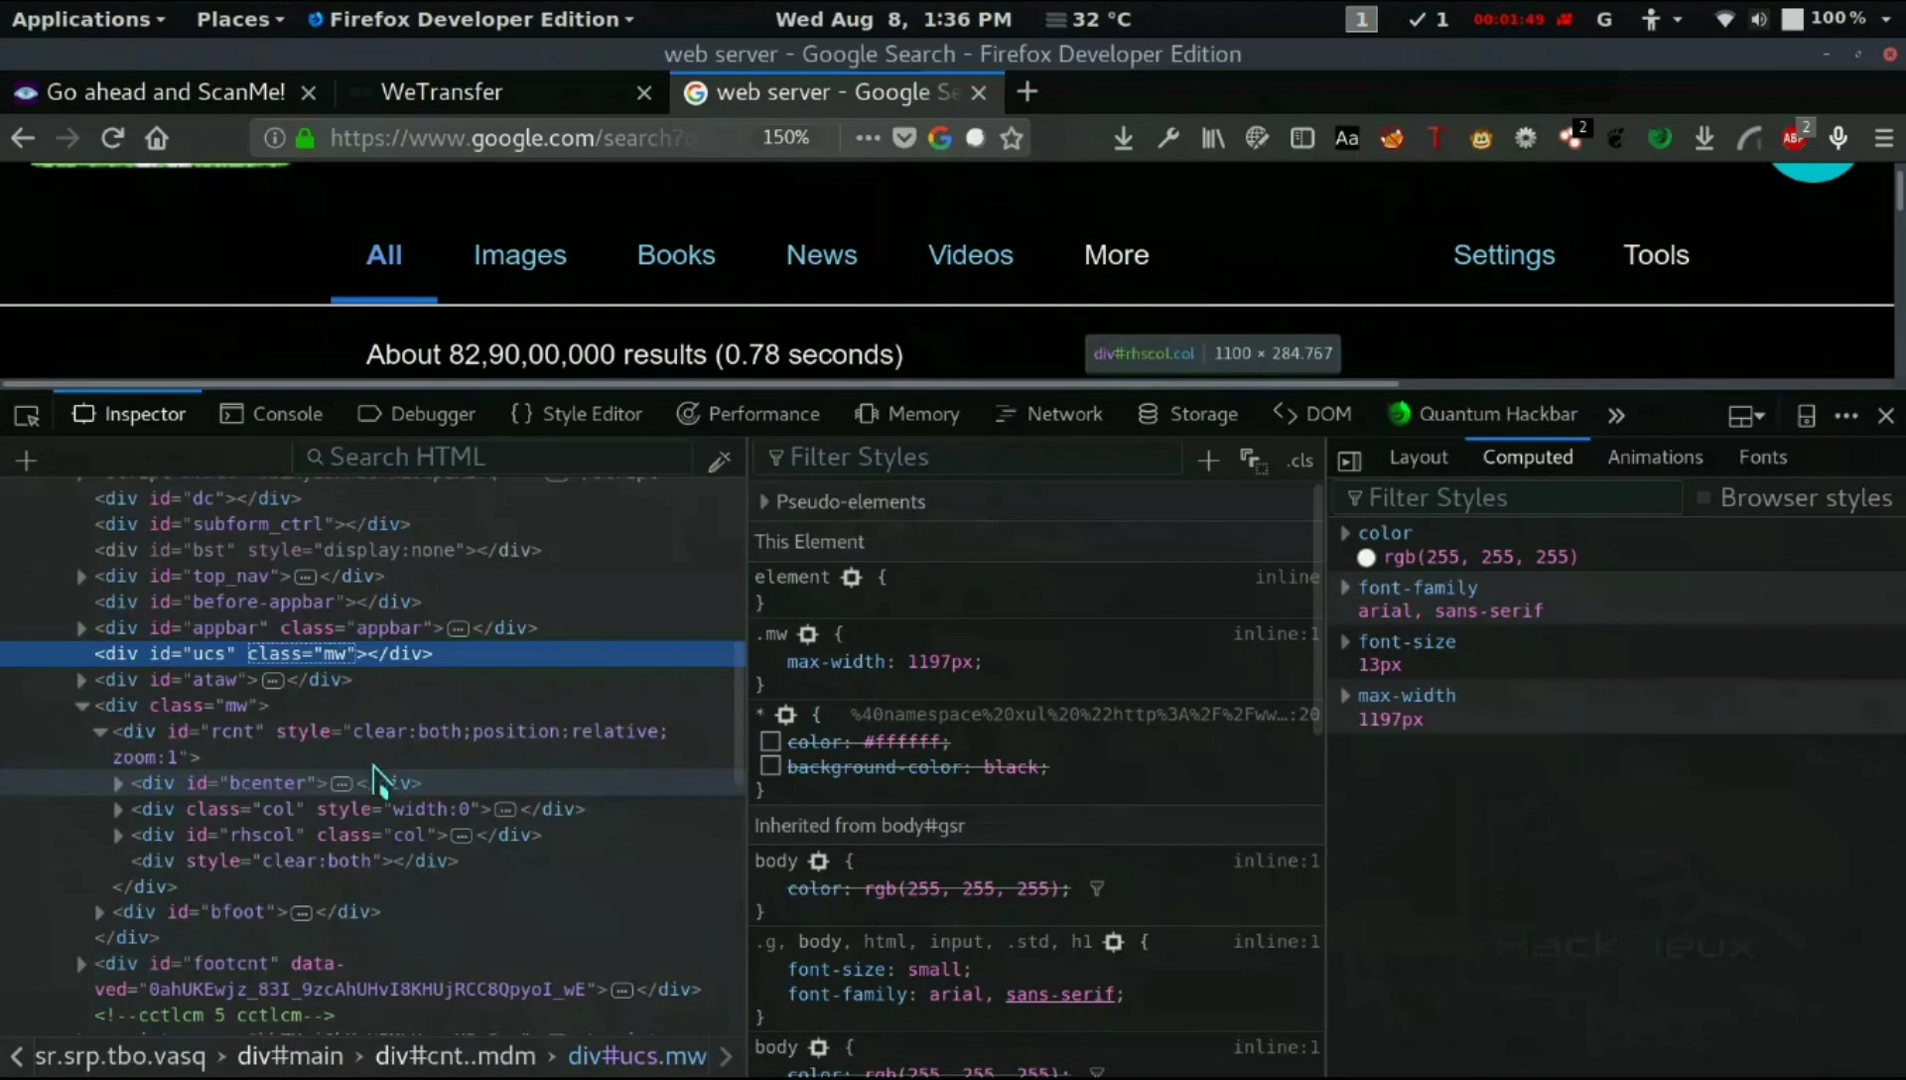 Applications Places Firefox Developer Edition Wed Aug 8, 1:36 PM 32 °C 1 1 00:01:49 G 100 %
web server - Google Search - Firefox Developer Edition
Go ahead and ScanMe! WeTransfer web server - Google Se
https://www.google.com/search?q 150% Aa T 2 ABP 2
All Images Books News Videos More Settings Tools
About 82,90,00,000 results (0.78 seconds)
div#rhscol.col 1100 × 284.767
Inspector Console Debugger {} Style Editor Performance Memory Network Storage DOM Quantum Hackbar
Search HTML
<div id="dc"></div>
<div id="subform_ctrl"></div>
<div id="bst" style="display:none"></div>
<div id="top_nav"></div>
<div id="before-appbar"></div>
<div id="appbar" class="appbar"></div>
<div id="ucs" class="mw"></div>
<div id="ataw"></div>
<div class="mw">
<div id="rcnt" style="clear:both;position:relative;
zoom:1">
<div id="bcenter"></div>
<div class="col" style="width:0"></div>
<div id="rhscol" class="col"></div>
<div style="clear:both"></div>
</div>
<div id="bfoot"></div>
</div>
<div id="footcnt" data-
ved="0ahUKEwjz_83I_9zcAhUHvI8KHUjRCC8QpyoI_wE"></div>
<!--cctlcm 5 cctlcm-->
sr.srp.tbo.vasq div#main div#cnt..mdm div#ucs.mw
Filter Styles + .cls
Pseudo-elements
This Element
element { inline
}
.mw { inline:1
max-width: 1197px;
}
* { %40namespace%20xul%20%22http%3A%2F%2Fww…:20
color: #ffffff;
background-color: black;
}
Inherited from body#gsr
body { inline:1
color: rgb(255, 255, 255);
}
.g, body, html, input, .std, h1 { inline:1
font-size: small;
font-family: arial, sans-serif;
}
body { inline:1
color: rgb(255, 255, 255);
Layout Computed Animations Fonts
Filter Styles Browser styles
color
rgb(255, 255, 255)
font-family
arial, sans-serif
font-size
13px
max-width
1197px